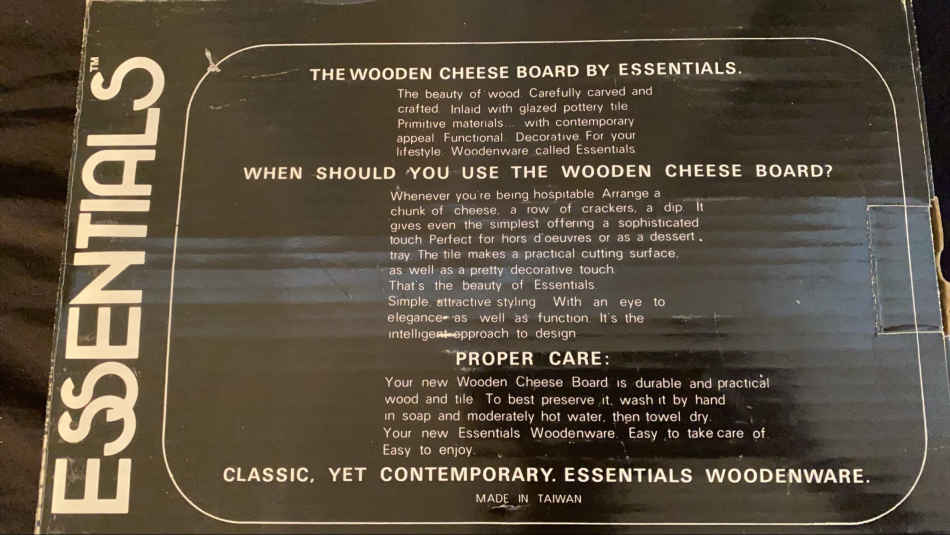 ESSENTIALS™
THE WOODEN CHEESE BOARD BY ESSENTIALS.
The beauty of wood. Carefully carved and
crafted. Inlaid with glazed pottery tile.
Primitive materials... with contemporary
appeal. Functional. Decorative. For your
lifestyle. Woodenware called Essentials.
WHEN SHOULD YOU USE THE WOODEN CHEESE BOARD?
Whenever you're being hospitable. Arrange a
chunk of cheese, a row of crackers, a dip. It
gives even the simplest offering a sophisticated
touch. Perfect for hors d'oeuvres or as a dessert
tray. The tile makes a practical cutting surface,
as well as a pretty decorative touch.
That's the beauty of Essentials.
Simple, attractive styling. With an eye to
elegance as well as function. It's the
intelligent approach to design.
PROPER CARE:
Your new Wooden Cheese Board is durable and practical
wood and tile. To best preserve it, wash it by hand
in soap and moderately hot water, then towel dry.
Your new Essentials Woodenware. Easy to take care of.
Easy to enjoy.
CLASSIC, YET CONTEMPORARY. ESSENTIALS WOODENWARE.
MADE IN TAIWAN